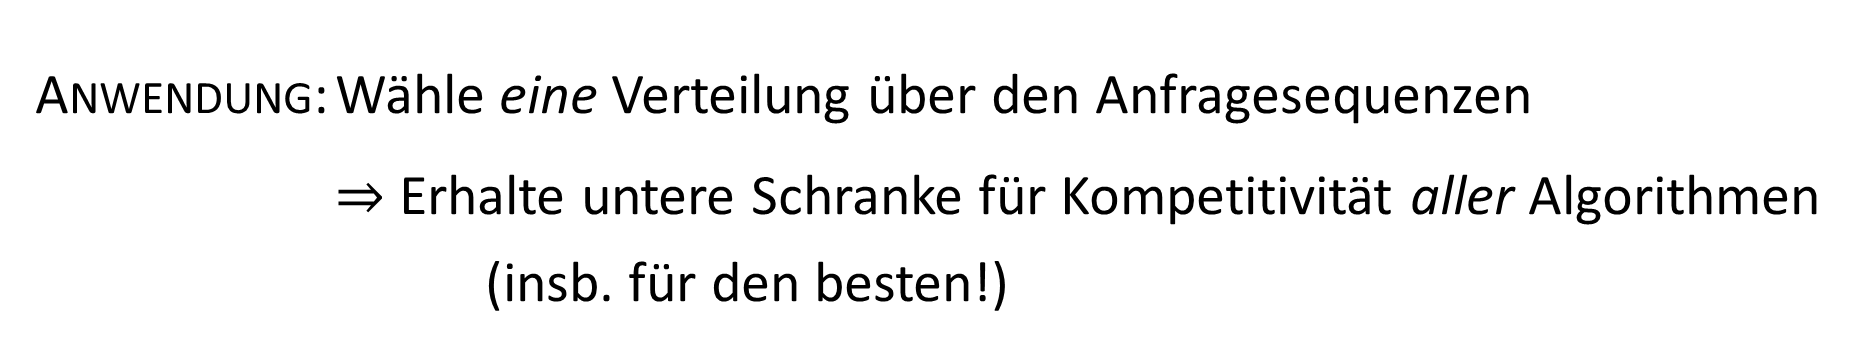 ANWENDUNG: Wähle eine Verteilung über den Anfragesequenzen
⇒ Erhalte untere Schranke für Kompetitivität aller Algorithmen
(insb. für den besten!)